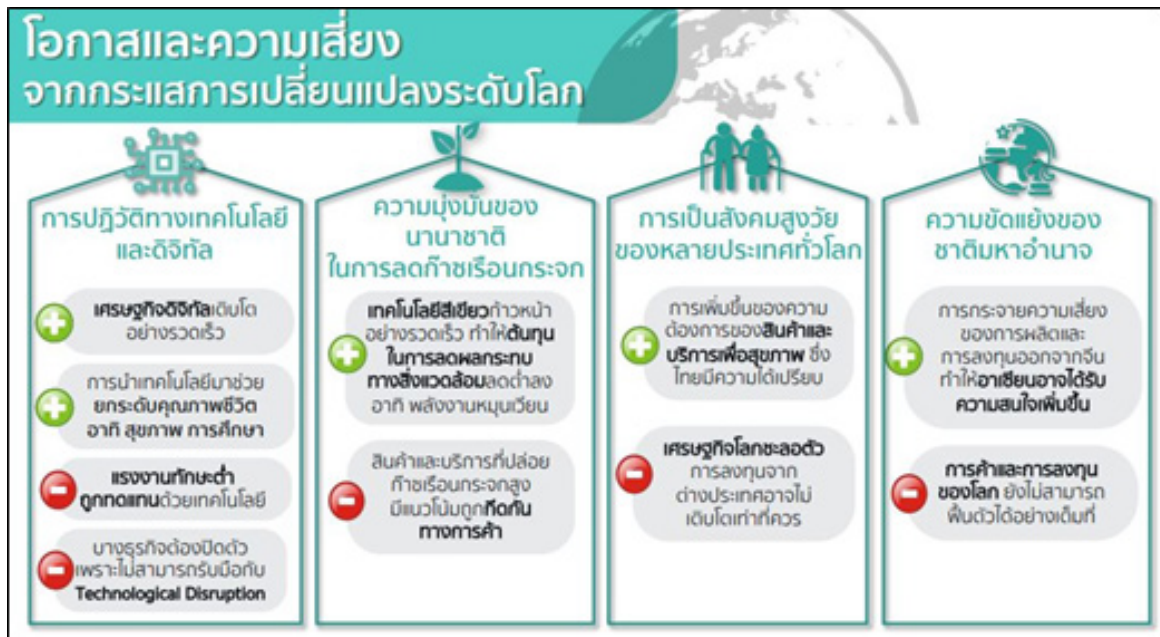 โอกาสและความเสี่ยง
จากกระแสการเปลี่ยนแปลงระดับโลก
การปฏิวัติทางเทคโนโลยี
และดิจิทัล
เศรษฐกิจดิจิทัลเติบโต
อย่างรวดเร็ว
การนำเทคโนโลยีมาช่วย
ยกระดับคุณภาพชีวิต
อาทิ สุขภาพ การศึกษา
แรงงานทักษะต่ำ
ถูกทดแทนด้วยเทคโนโลยี
บางธุรกิจต้องปิดตัว
เพราะไม่สามารถรับมือกับ
Technological Disruption
ความมุ่งมั่นของ
นานาชาติ
ในการลดก๊าซเรือนกระจก
เทคโนโลยีสีเขียวก้าวหน้า
อย่างรวดเร็ว ทำให้ต้นทุน
ในการลดผลกระทบ
ทางสิ่งแวดล้อมลดต่ำลง
อาทิ พลังงานหมุนเวียน
สินค้าและบริการที่ปล่อย
ก๊าซเรือนกระจกสูง
มีแนวโน้มถูกกีดกัน
ทางการค้า
การเป็นสังคมสูงวัย
ของหลายประเทศทั่วโลก
การเพิ่มขึ้นของความ
ต้องการของสินค้าและ
บริการเพื่อสุขภาพ ซึ่ง
ไทยมีความได้เปรียบ
เศรษฐกิจโลกชะลอตัว
การลงทุนจาก
ต่างประเทศอาจไม่
เติบโตเท่าที่ควร
ความขัดแย้งของ
ชาติมหาอำนาจ
การกระจายความเสี่ยง
ของการผลิตและ
การลงทุนออกจากจีน
ทำให้อาเซียนอาจได้รับ
ความสนใจเพิ่มขึ้น
การค้าและการลงทุน
ของโลก ยังไม่สามารถ
ฟื้นตัวได้อย่างเต็มที่